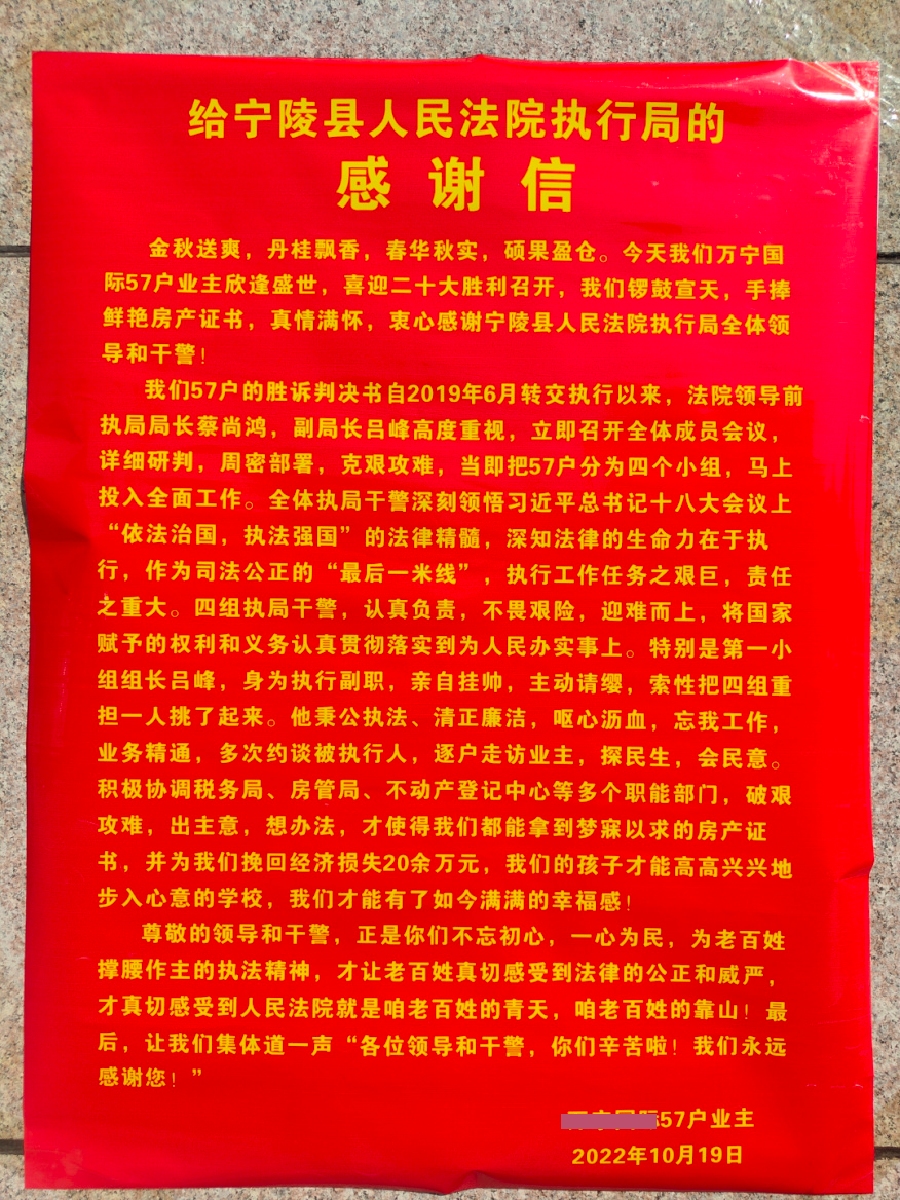 给宁陵县人民法院执行局的
感谢信
金秋送爽，丹桂飘香，春华秋实，硕果盈仓。今天我们万宁国
际57户业主欣逢盛世，喜迎二十大胜利召开，我们锣鼓宣天，手捧
鲜艳房产证书，真情满怀，衷心感谢宁陵县人民法院执行局全体领
导和干警！
我们57户的胜诉判决书自2019年6月转交执行以来，法院领导前
执局局长蔡尚鸿，副局长吕峰高度重视，立即召开全体成员会议，
详细研判，周密部署，克艰攻难，当即把57户分为四个小组，马上
投入全面工作。全体执局干警深刻领悟习近平总书记十八大会议上
“依法治国，执法强国”的法律精髓，深知法律的生命力在于执
行，作为司法公正的“最后一米线”，执行工作任务之艰巨，责任
之重大。四组执局干警，认真负责，不畏艰险，迎难而上，将国家
赋予的权利和义务认真贯彻落实到为人民办实事上。特别是第一小
组组长吕峰，身为执行副职，亲自挂帅，主动请缨，索性把四组重
担一人挑了起来。他秉公执法、清正廉洁，呕心沥血，忘我工作，
业务精通，多次约谈被执行人，逐户走访业主，探民生，会民意。
积极协调税务局、房管局、不动产登记中心等多个职能部门，破艰
攻难，出主意，想办法，才使得我们都能拿到梦寐以求的房产证
书，并为我们挽回经济损失20余万元，我们的孩子才能高高兴兴地
步入心意的学校，我们才能有了如今满满的幸福感！
尊敬的领导和干警，正是你们不忘初心，一心为民，为老百姓
撑腰作主的执法精神，才让老百姓真切感受到法律的公正和威严，
才真切感受到人民法院就是咱老百姓的青天，咱老百姓的靠山！最
后，让我们集体道一声“各位领导和干警，你们辛苦啦！我们永远
感谢您！”
57户业主
2022年10月19日